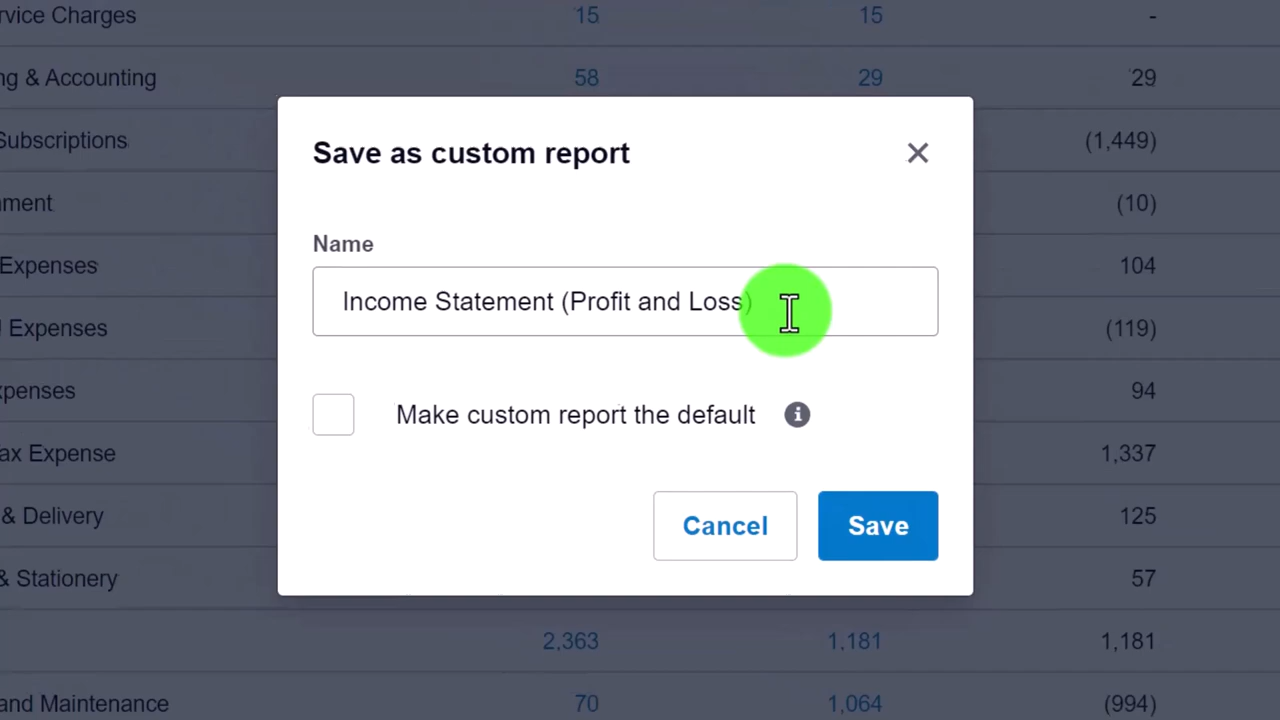 rvice Charges 15 15 -
ng & Accounting 58 29 29
Save as custom report
Subscriptions (1,449)
ment (10)
Name
Expenses 104
Income Statement (Profit and Loss)
Expenses (119)
xpenses 94
Make custom report the default
ax Expense 1,337
& Delivery 125
Cancel Save
& Stationery 57
2,363 1,181 1,181
and Maintenance 70 1,064 (994)